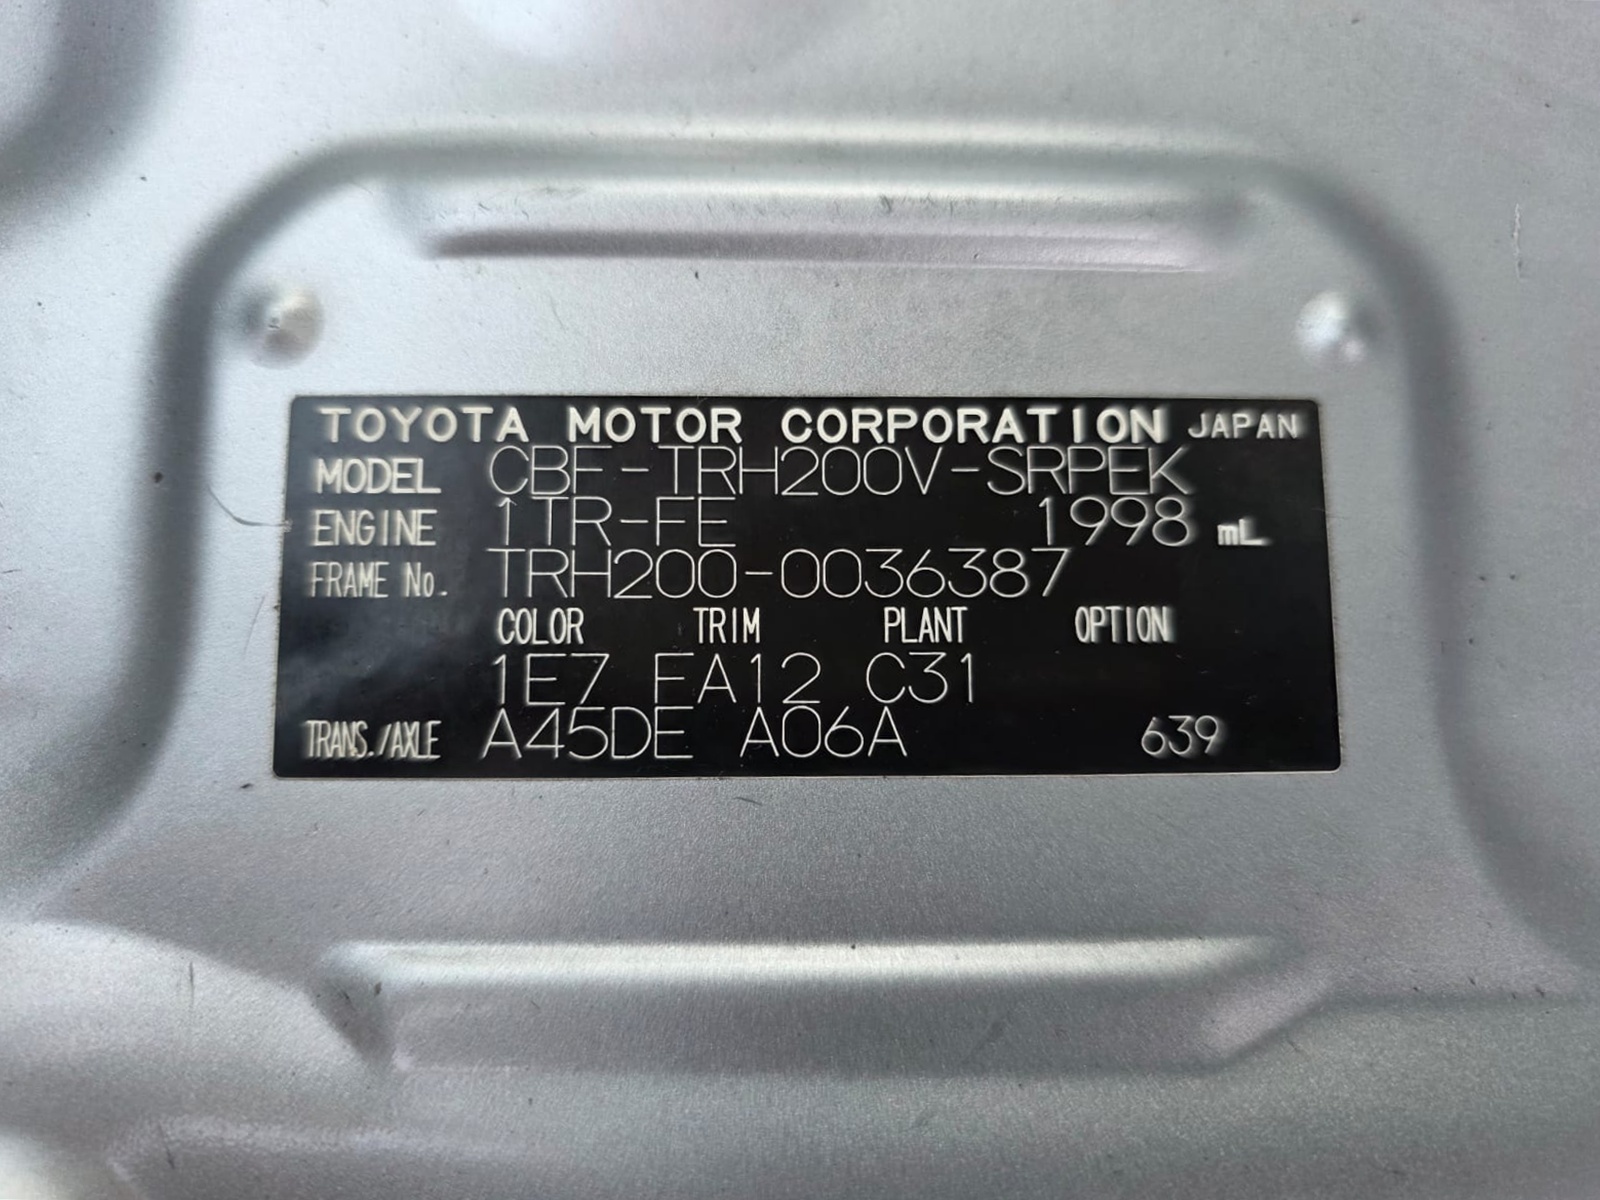 TOYOTA MOTOR CORPORATION JAPAN
MODEL CBF-TRH200V-SRPEK
ENGINE 1TR-FE 1998 mL
FRAME No. TRH200-0036387
COLOR TRIM PLANT OPTION
1E7 FA12 C31
TRANS./AXLE A45DE A06A 639